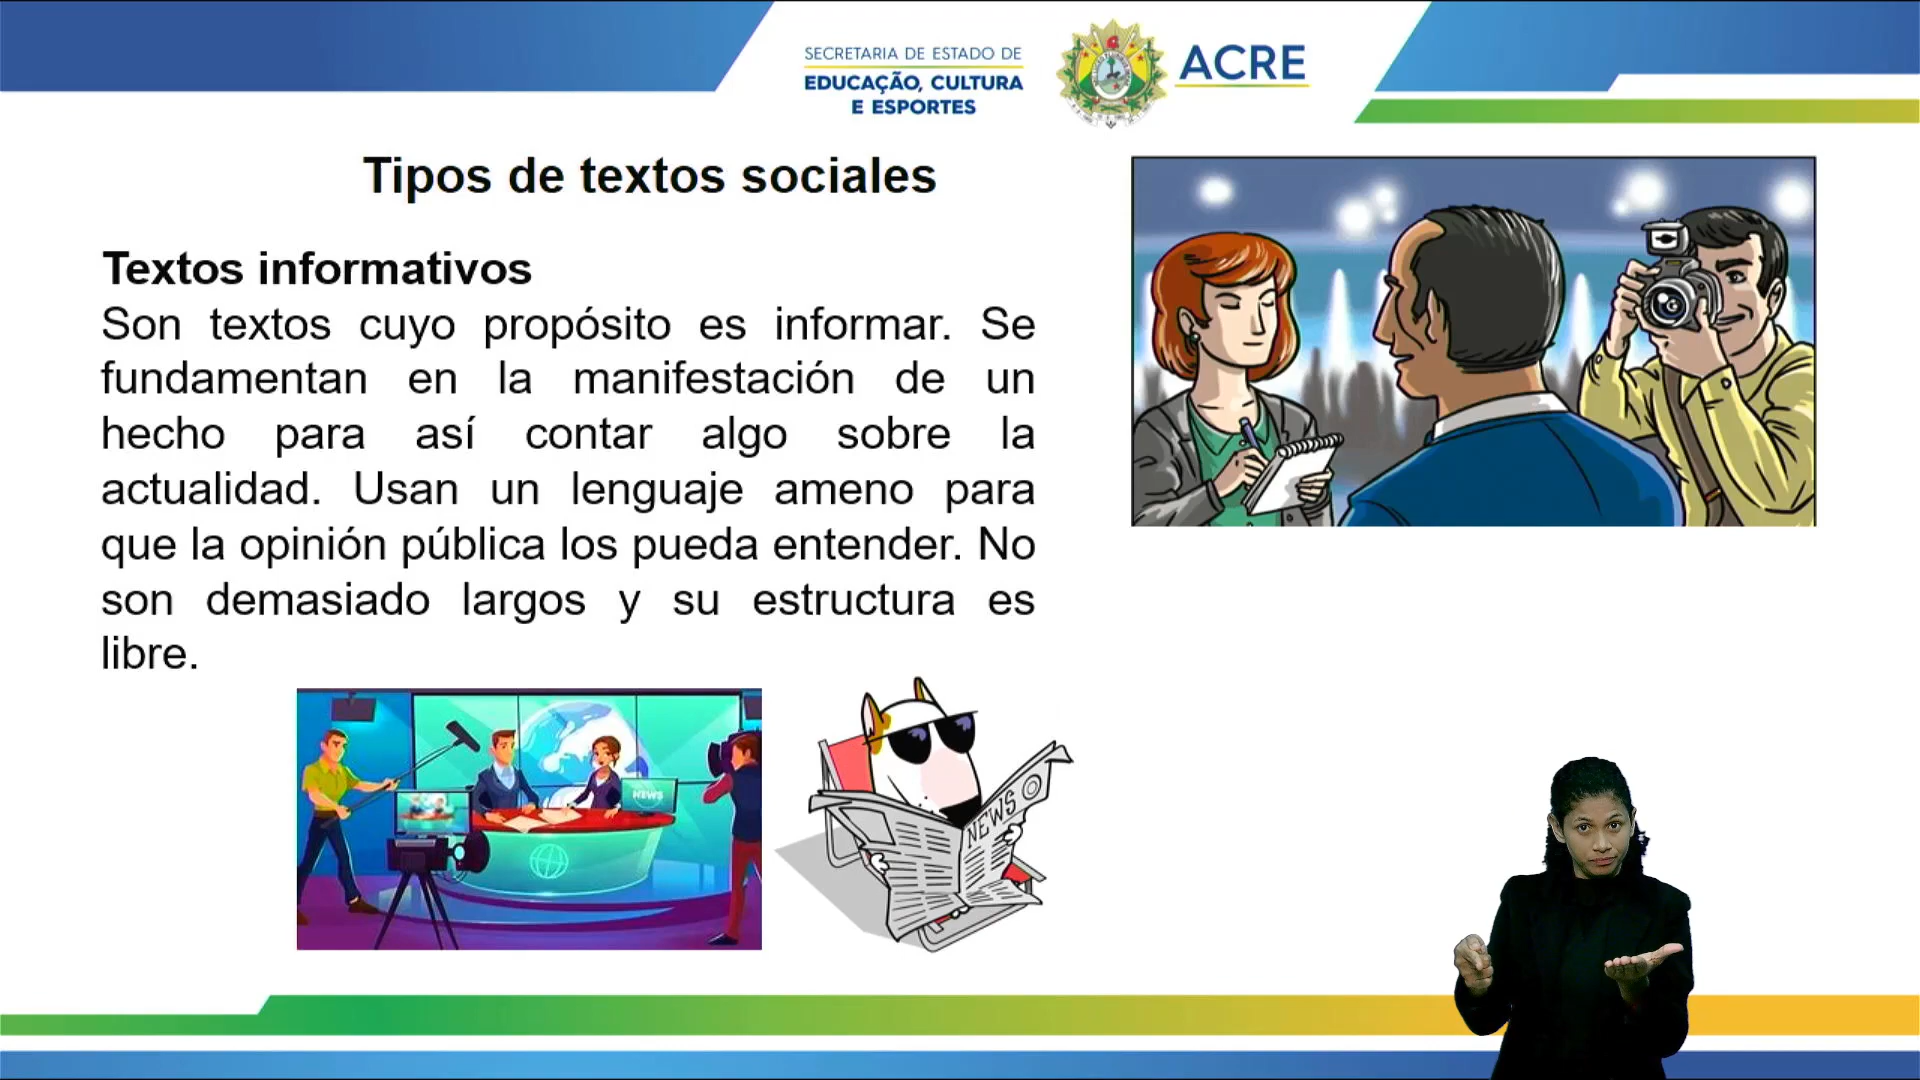 SECRETARIA DE ESTADO DE
EDUCAÇÃO, CULTURA
E ESPORTES
ACRE
Tipos de textos sociales
Textos informativos
Son textos cuyo propósito es informar. Se
fundamentan en la manifestación de un
hecho para así contar algo sobre la
actualidad. Usan un lenguaje ameno para
que la opinión pública los pueda entender. No
son demasiado largos y su estructura es
libre.
NEWS
NEWS